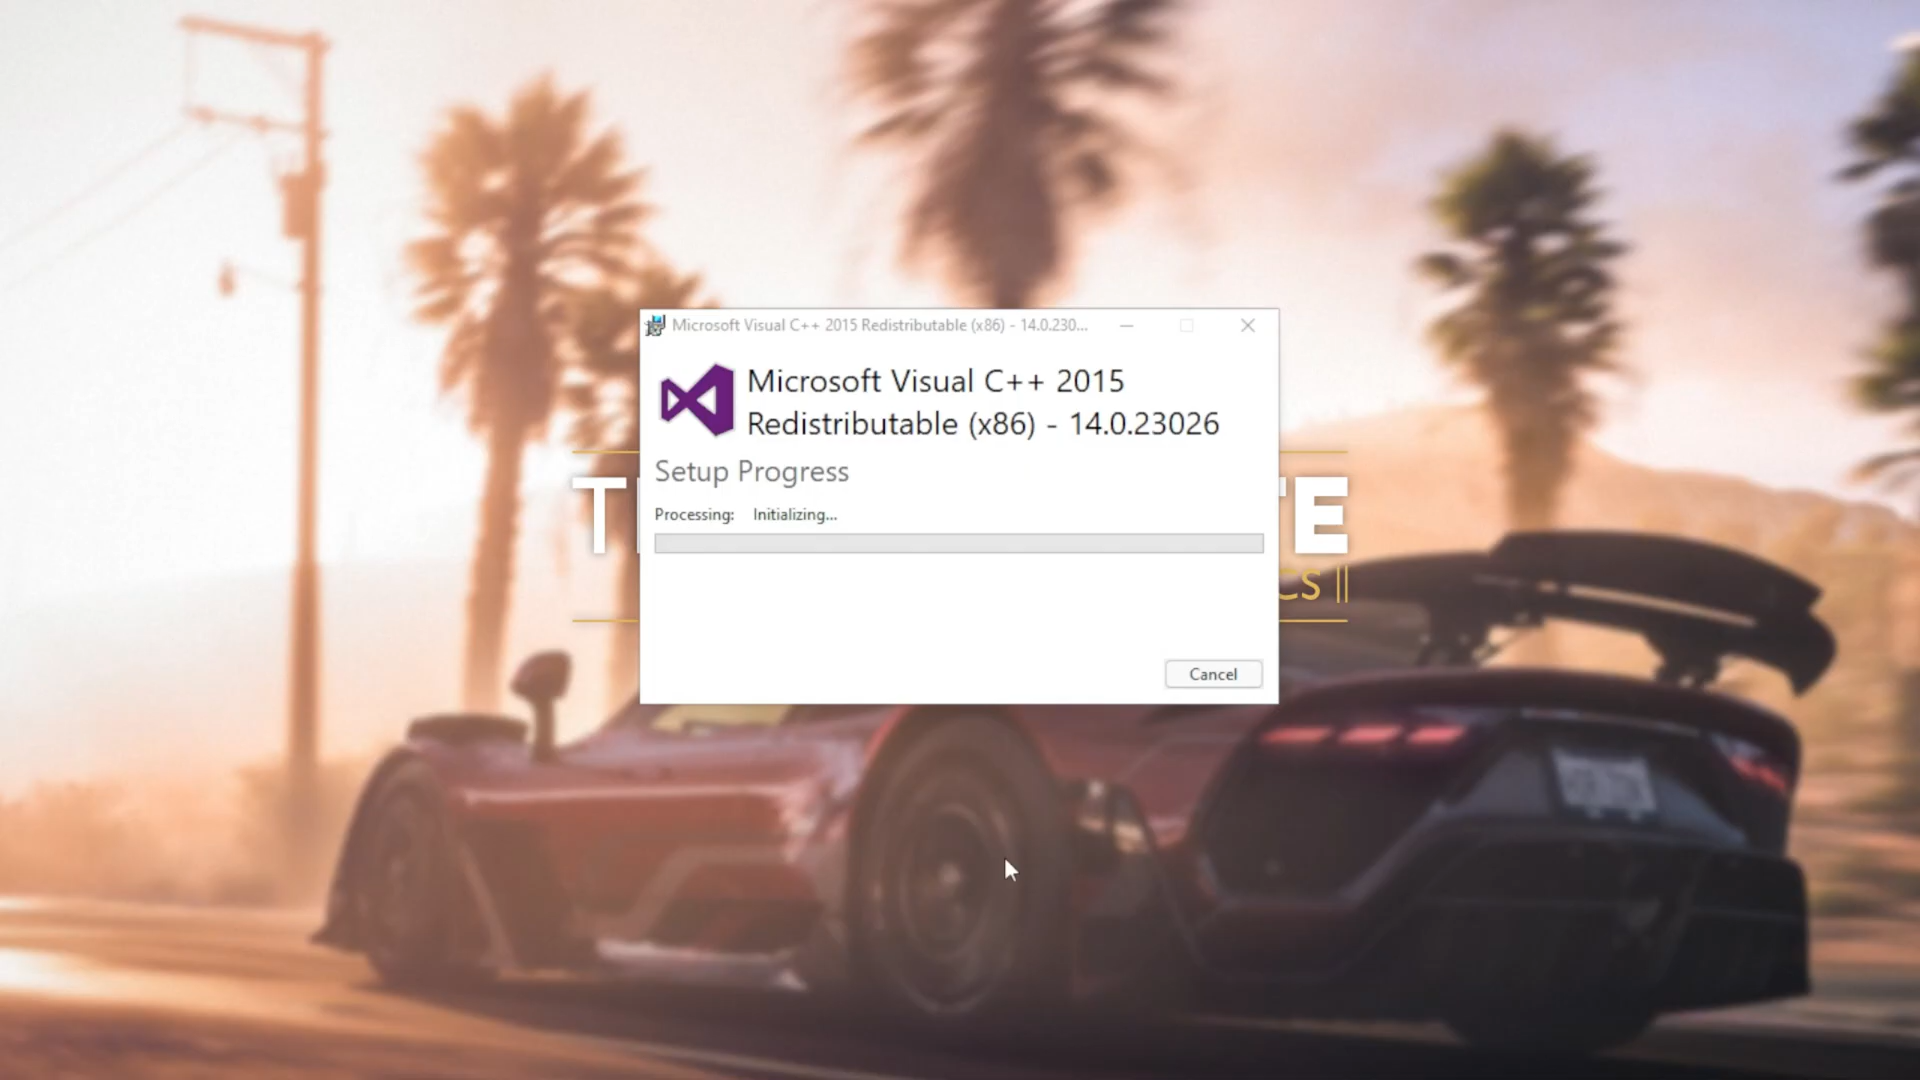 Microsoft Visual C++ 2015 Redistributable (x86) - 14.0.230...
Microsoft Visual C++ 2015
Redistributable (x86) - 14.0.23026
Setup Progress
Processing: Initializing...
Cancel